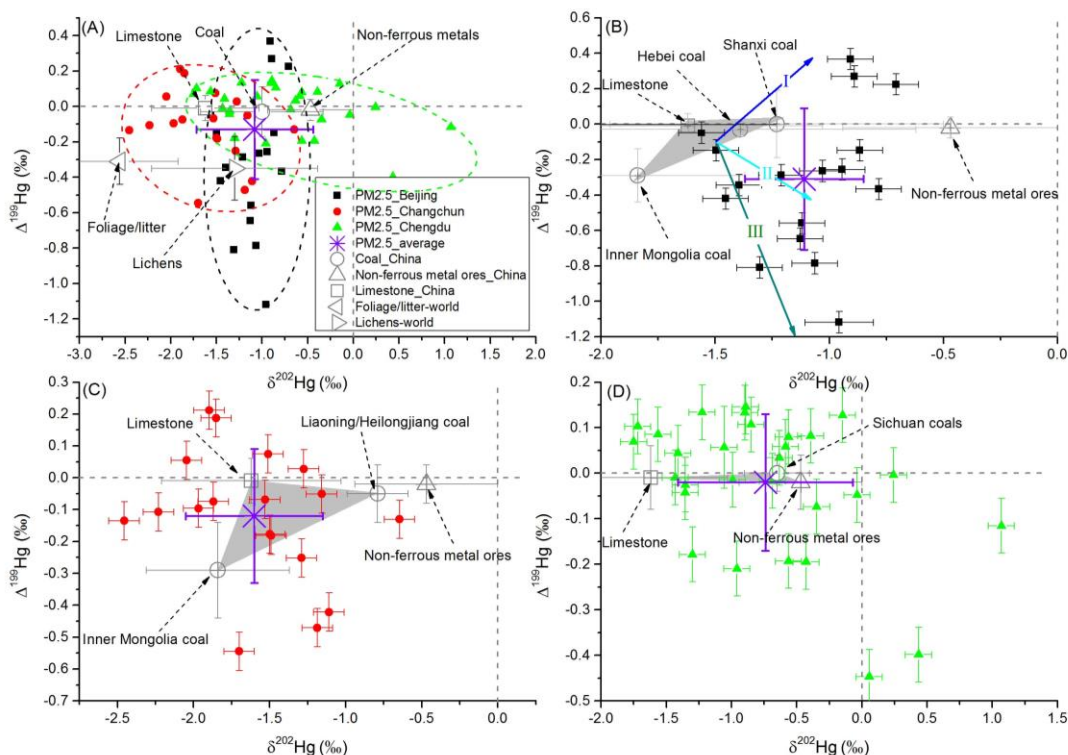 (A)
Limestone
Coal
Non-ferrous metals
Foliage/litter
Lichens
PM2.5_Beijing
PM2.5_Changchun
PM2.5_Chengdu
PM2.5_average
Coal_China
Non-ferrous metal ores_China
Limestone_China
Foliage/litter-world
Lichens-world
Δ¹⁹⁹Hg (‰)
0.4
0.2
0.0
-0.2
-0.4
-0.6
-0.8
-1.0
-1.2
-3.0 -2.5 -2.0 -1.5 -1.0 -0.5 0.0 0.5 1.0 1.5
δ²⁰²Hg (‰)
(B)
Shanxi coal
Hebei coal
Limestone
I
II
III
Non-ferrous metal ores
Inner Mongolia coal
Δ¹⁹⁹Hg (‰)
0.6
0.4
0.2
0.0
-0.2
-0.4
-0.6
-0.8
-1.0
-1.2
-2.0 -1.5 -1.0 -0.5 0.0
δ²⁰²Hg (‰)
(C)
Limestone
Liaoning/Heilongjiang coal
Non-ferrous metal ores
Inner Mongolia coal
Δ¹⁹⁹Hg (‰)
0.3
0.2
0.1
0.0
-0.1
-0.2
-0.3
-0.4
-0.5
-0.6
-0.7
-2.5 -2.0 -1.5 -1.0 -0.5 0.0
δ²⁰²Hg (‰)
(D)
Sichuan coals
Limestone
Non-ferrous metal ores
Δ¹⁹⁹Hg (‰)
0.2
0.1
0.0
-0.1
-0.2
-0.3
-0.4
-0.5
-2.0 -1.5 -1.0 -0.5 0.0 0.5 1.0 1.5
δ²⁰²Hg (‰)